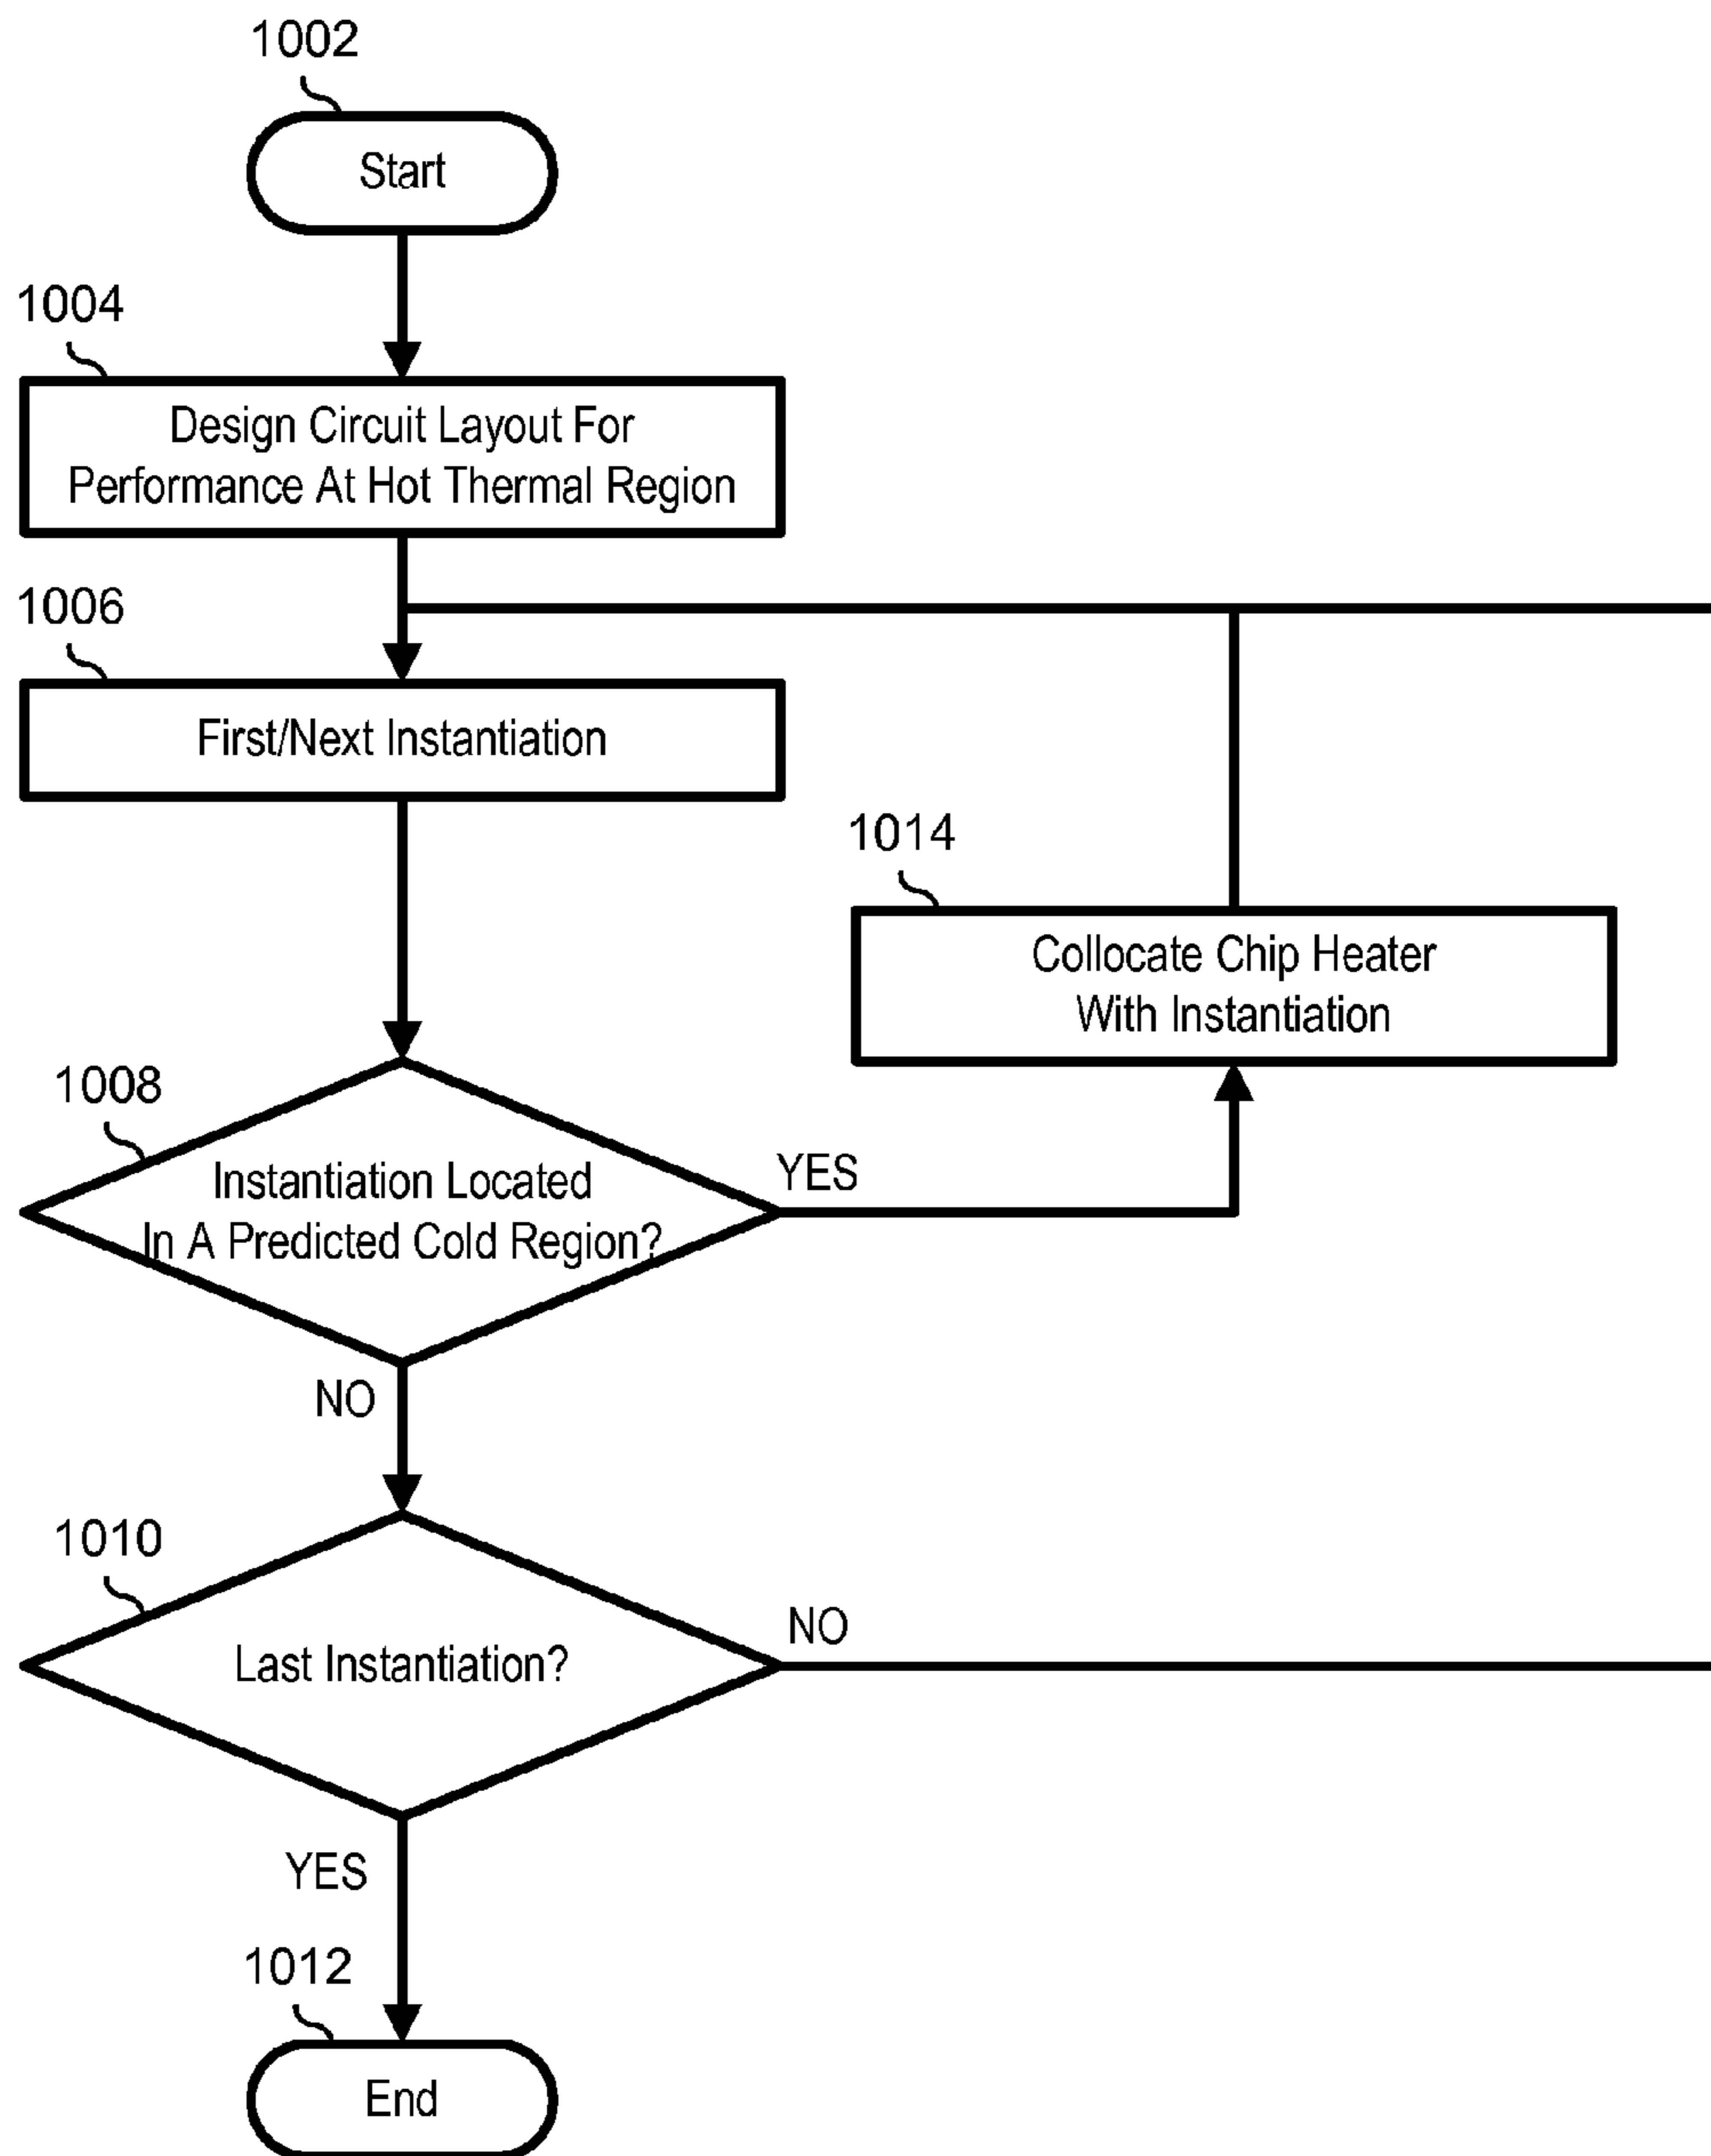 1002
Start
1004
Design Circuit Layout For
Performance At Hot Thermal Region
1006
First/Next Instantiation
1014
Collocate Chip Heater
With Instantiation
1008
Instantiation Located
In A Predicted Cold Region?
YES
NO
1010
Last Instantiation?
NO
YES
1012
End